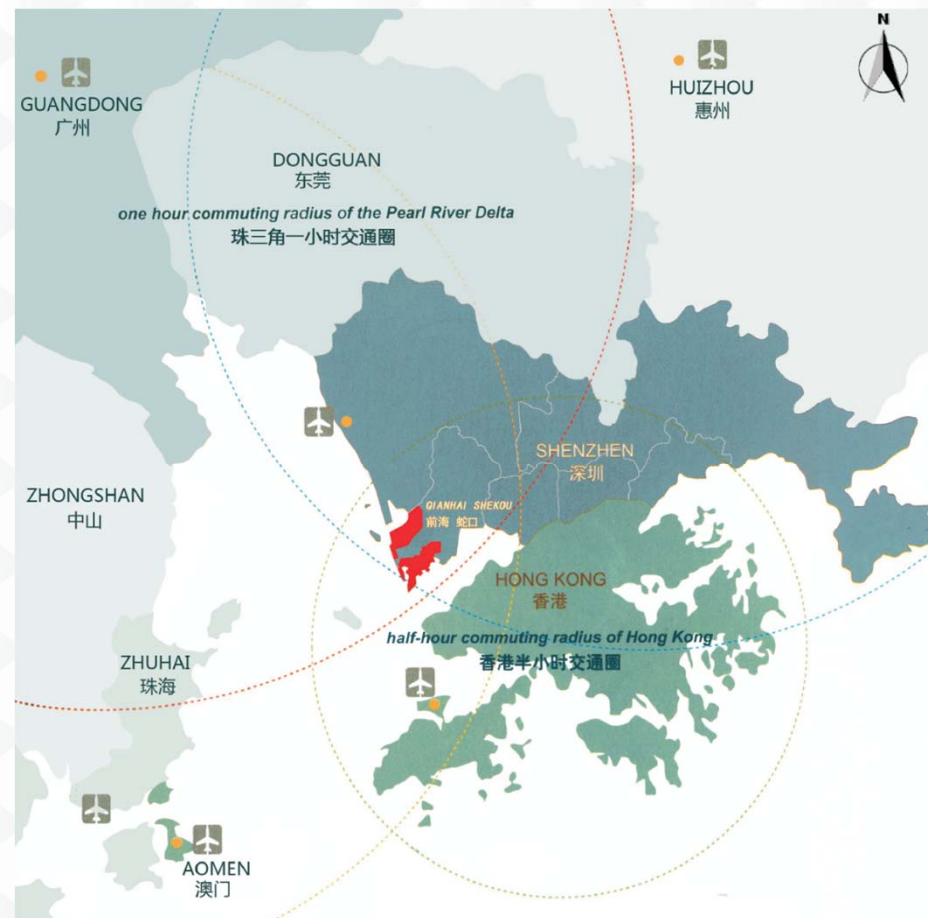 N
GUANGDONG
广州
HUIZHOU
惠州
DONGGUAN
东莞
one hour commuting radius of the Pearl River Delta
珠三角一小时交通圈
SHENZHEN
深圳
ZHONGSHAN
中山
QIANHAI SHEKOU
前海 蛇口
HONG KONG
香港
half-hour commuting radius of Hong Kong
香港半小时交通圈
ZHUHAI
珠海
AOMEN
澳门